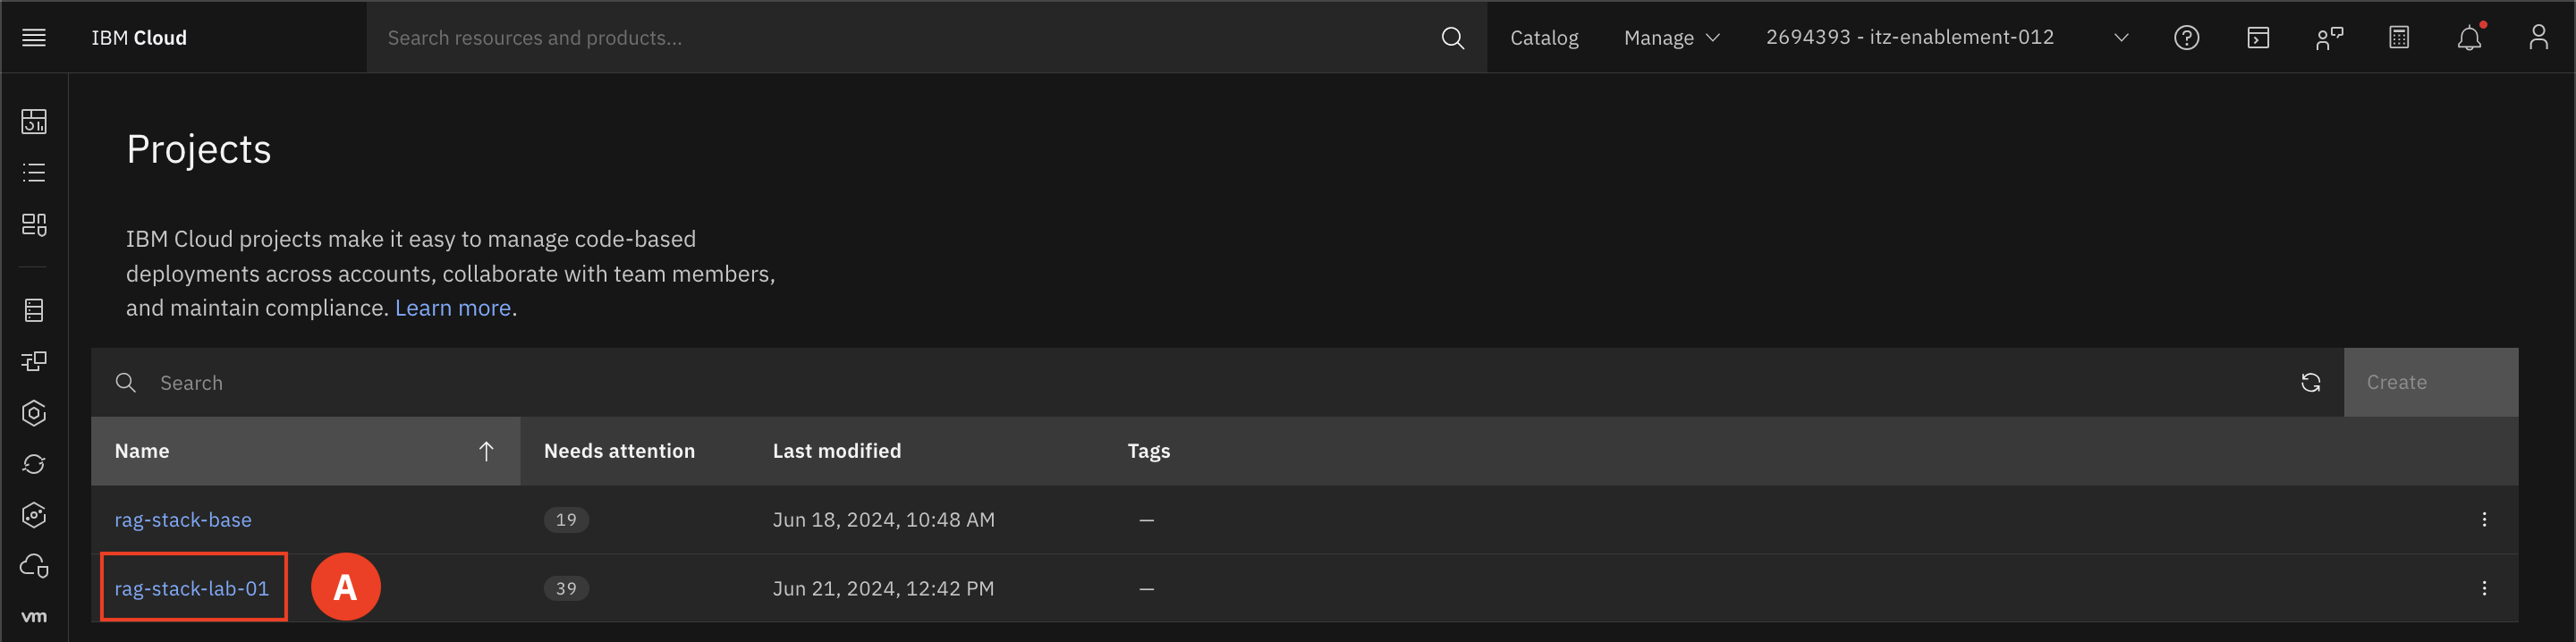 IBM Cloud
Search resources and products...
Catalog
Manage
2694393 - itz-enablement-012
Projects
IBM Cloud projects make it easy to manage code-based
deployments across accounts, collaborate with team members,
and maintain compliance. Learn more.
Search
Create
Name
Needs attention
Last modified
Tags
rag-stack-base
19
Jun 18, 2024, 10:48 AM
—
rag-stack-lab-01
A
39
Jun 21, 2024, 12:42 PM
—
vm